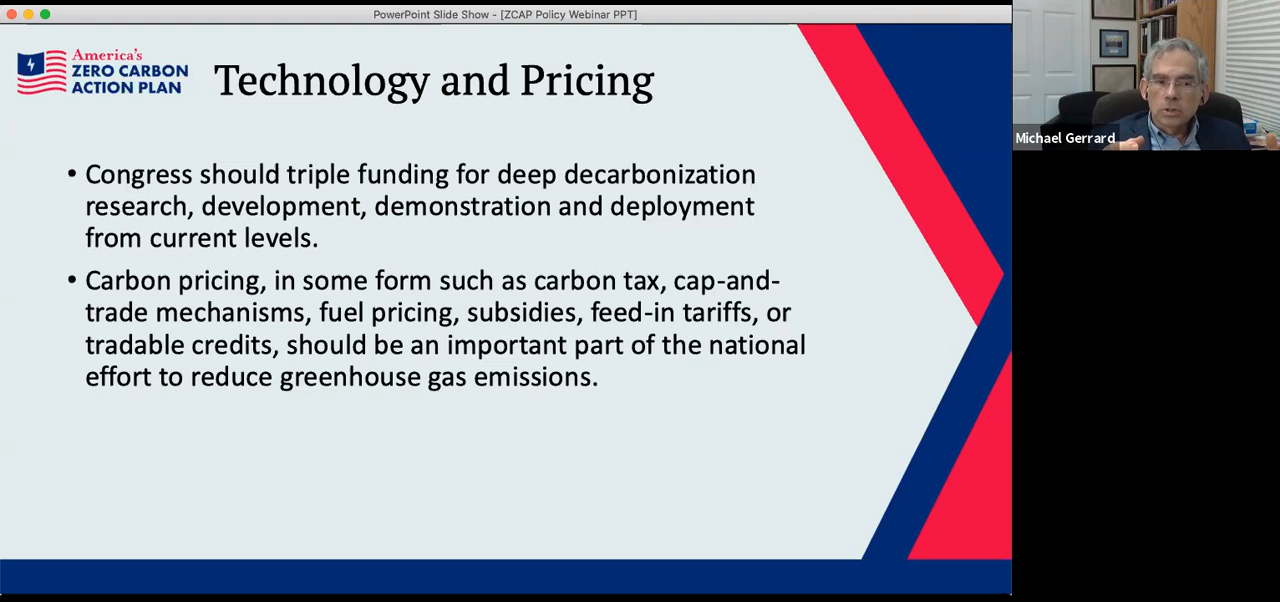 PowerPoint Slide Show - [ZCAP Policy Webinar PPT]
America's
ZERO CARBON
ACTION PLAN
Technology and Pricing
• Congress should triple funding for deep decarbonization
research, development, demonstration and deployment
from current levels.
• Carbon pricing, in some form such as carbon tax, cap-and-
trade mechanisms, fuel pricing, subsidies, feed-in tariffs, or
tradable credits, should be an important part of the national
effort to reduce greenhouse gas emissions.
Michael Gerrard